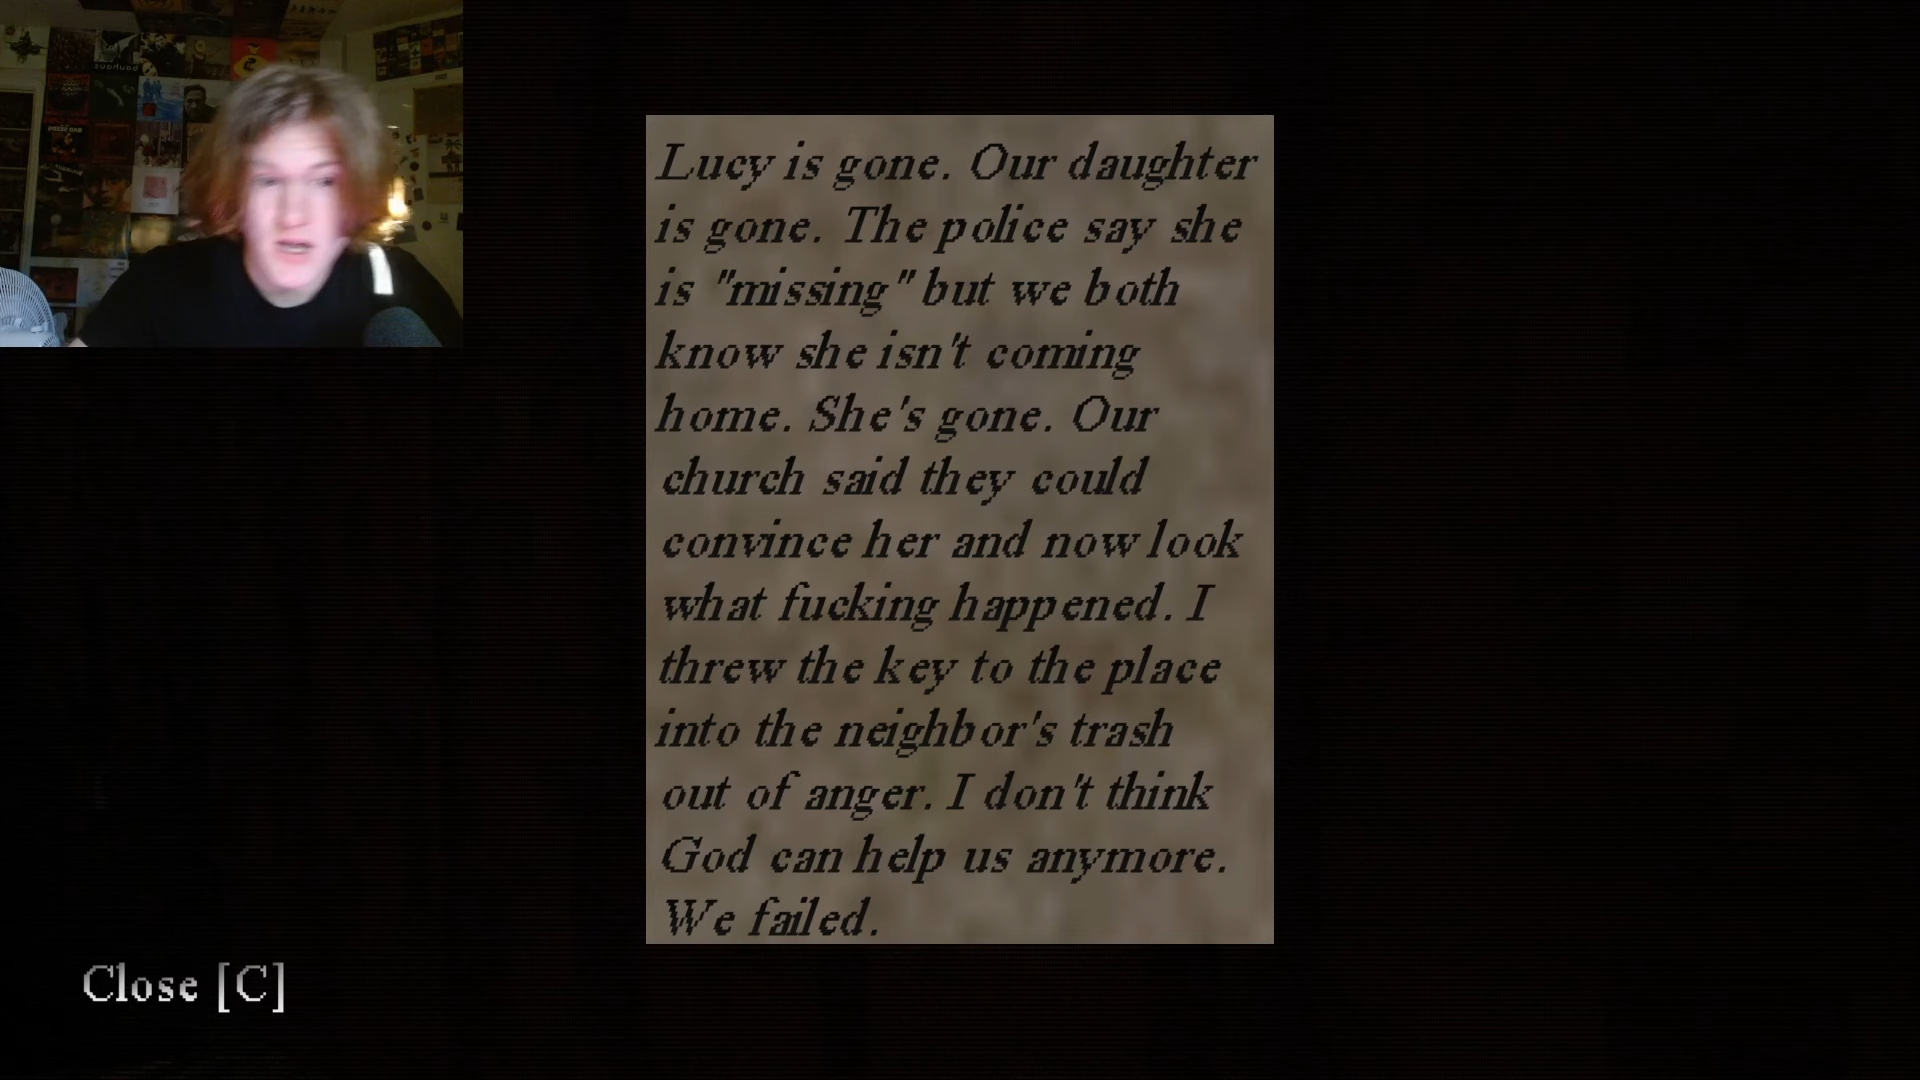 Lucy is gone. Our daughter
is gone. The police say she
is "missing" but we both
know she isn't coming
home. She's gone. Our
church said they could
convince her and now look
what fucking happened. I
threw the key to the place
into the neighbor's trash
out of anger. I don't think
God can help us anymore.
We failed.
Close [C]